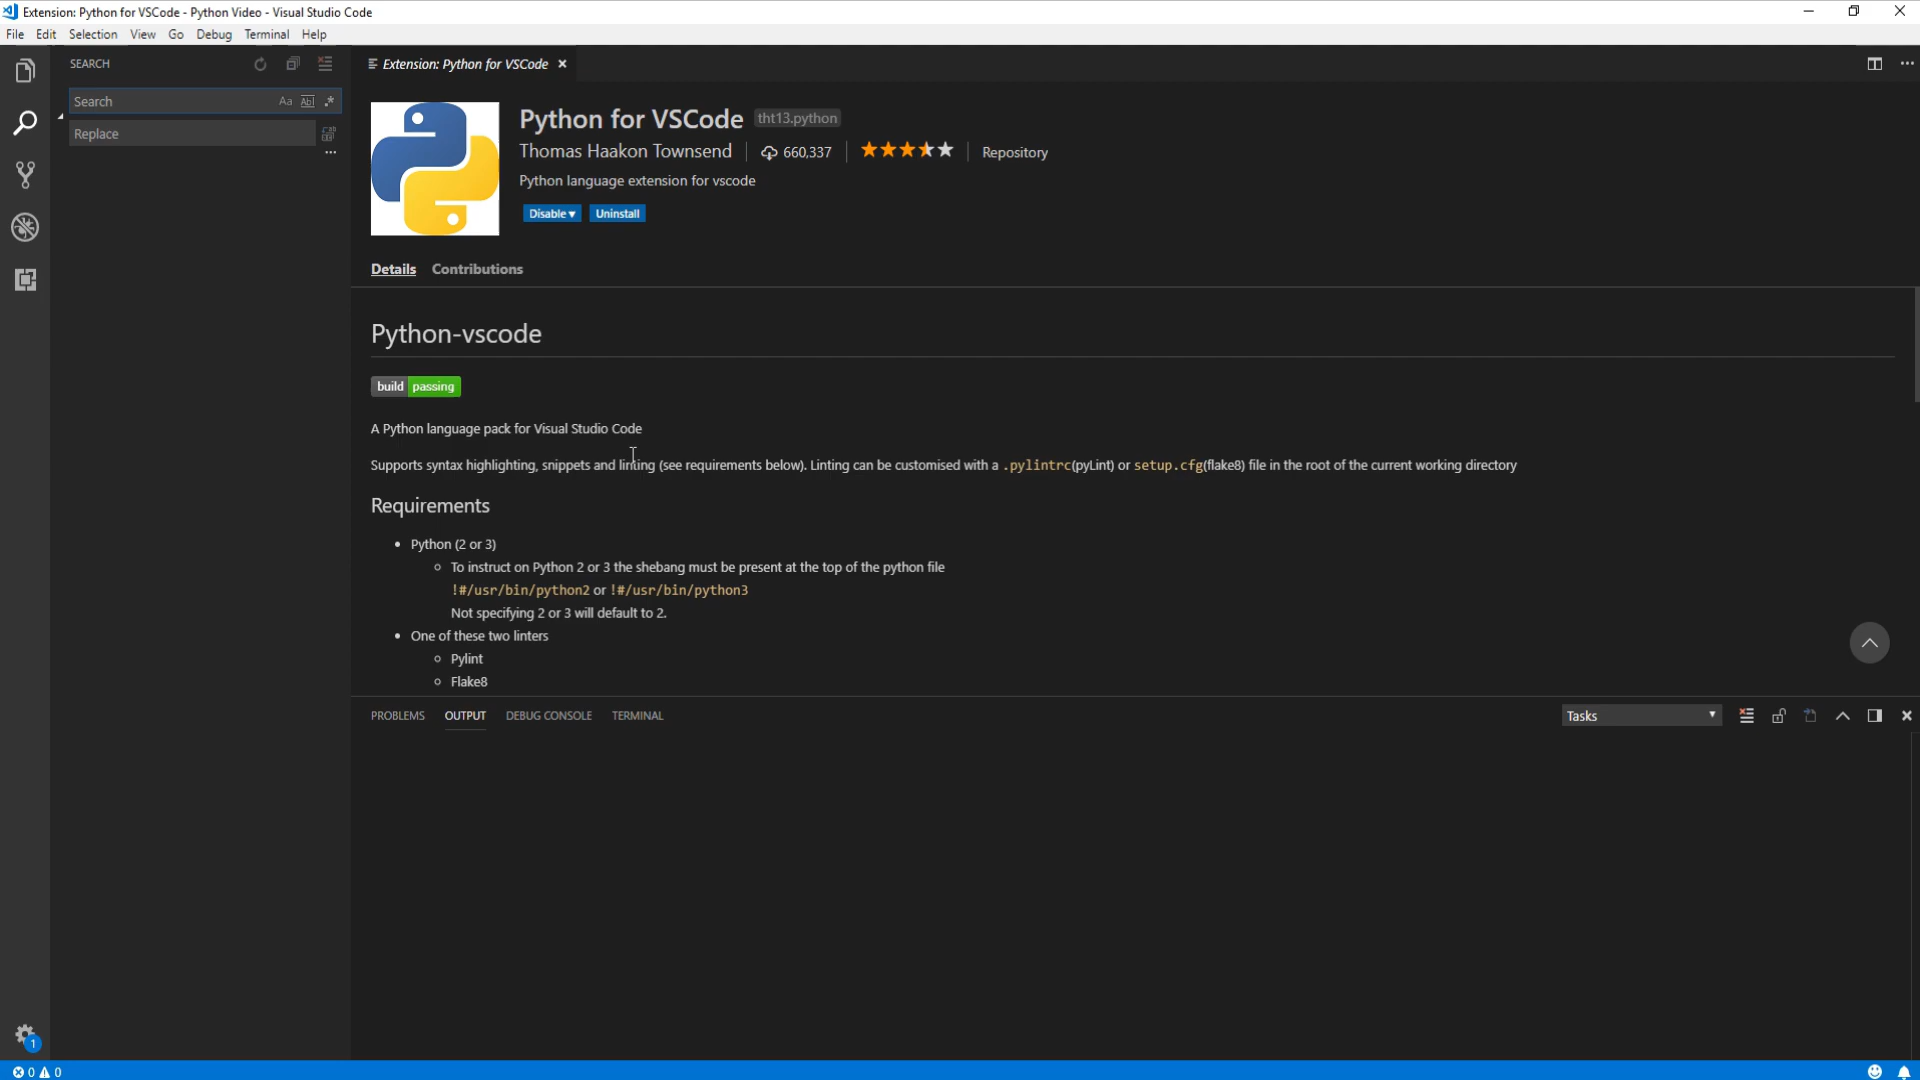 Extension: Python for VSCode - Python Video - Visual Studio Code
File Edit Selection View Go Debug Terminal Help
SEARCH
Extension: Python for VSCode
Search
Aa Abl .*
Replace
Python for VSCode tht13.python
Thomas Haakon Townsend 660,337 Repository
Python language extension for vscode
Disable Uninstall
Details Contributions
Python-vscode
build passing
A Python language pack for Visual Studio Code
Supports syntax highlighting, snippets and linting (see requirements below). Linting can be customised with a .pylintrc(pyLint) or setup.cfg(flake8) file in the root of the current working directory
Requirements
Python (2 or 3)
To instruct on Python 2 or 3 the shebang must be present at the top of the python file
!#/usr/bin/python2 or !#/usr/bin/python3
Not specifying 2 or 3 will default to 2.
One of these two linters
Pylint
Flake8
PROBLEMS OUTPUT DEBUG CONSOLE TERMINAL
Tasks
1
0 0